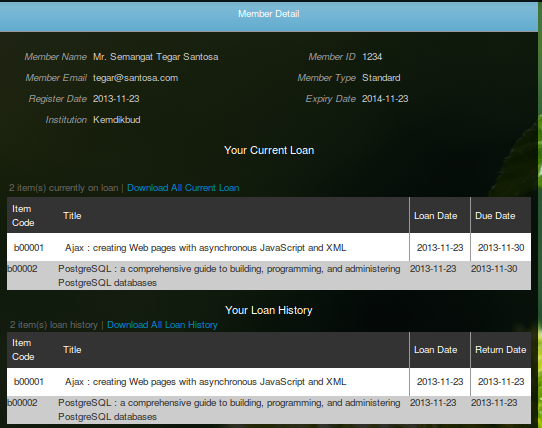 Member Detail
Member Name Mr. Semangat Tegar Santosa Member ID 1234
Member Email tegar@santosa.com Member Type Standard
Register Date 2013-11-23 Expiry Date 2014-11-23
Institution Kemdikbud
Your Current Loan
2 item(s) currently on loan | Download All Current Loan
Item Code Title Loan Date Due Date
b00001 Ajax : creating Web pages with asynchronous JavaScript and XML 2013-11-23 2013-11-30
b00002 PostgreSQL : a comprehensive guide to building, programming, and administering 2013-11-23 2013-11-30
PostgreSQL databases
Your Loan History
2 item(s) loan history | Download All Loan History
Item Code Title Loan Date Return Date
b00001 Ajax : creating Web pages with asynchronous JavaScript and XML 2013-11-23 2013-11-23
b00002 PostgreSQL : a comprehensive guide to building, programming, and administering 2013-11-23 2013-11-23
PostgreSQL databases